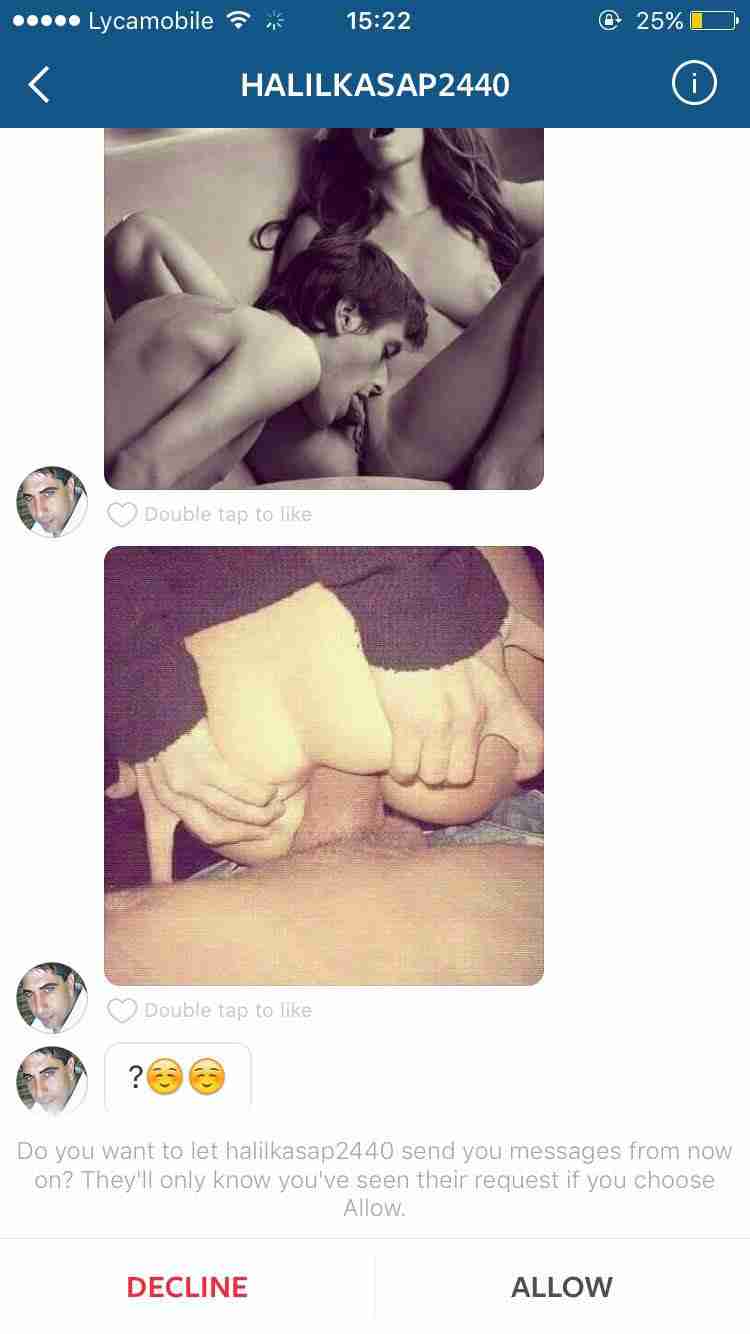 Lycamobile 15:22 25%
HALILKASAP2440
Double tap to like
Double tap to like
?☺️☺️
Do you want to let halilkasap2440 send you messages from now
on? They'll only know you've seen their request if you choose
Allow.
DECLINE ALLOW